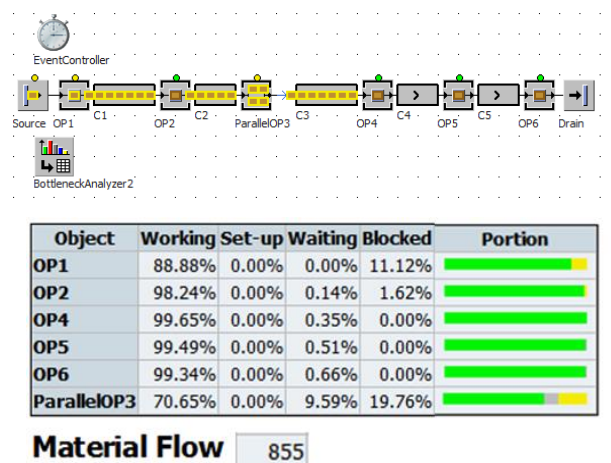 EventController
Source OP1 C1 OP2 C2 ParallelOP3 C3 OP4 C4 OP5 C5 OP6 Drain
BottleneckAnalyzer2
Object Working Set-up Waiting Blocked Portion
OP1 88.88% 0.00% 0.00% 11.12%
OP2 98.24% 0.00% 0.14% 1.62%
OP4 99.65% 0.00% 0.35% 0.00%
OP5 99.49% 0.00% 0.51% 0.00%
OP6 99.34% 0.00% 0.66% 0.00%
ParallelOP3 70.65% 0.00% 9.59% 19.76%
Material Flow 855